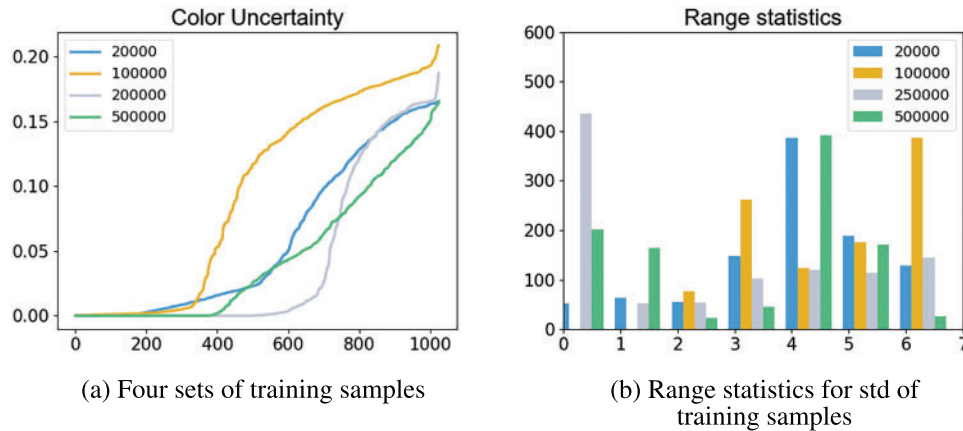 Color Uncertainty
20000
100000
200000
500000
0.20
0.15
0.10
0.05
0.00
0 200 400 600 800 1000
(a) Four sets of training samples
Range statistics
20000
100000
250000
500000
600
500
400
300
200
100
0
0 1 2 3 4 5 6 7
(b) Range statistics for std of
training samples